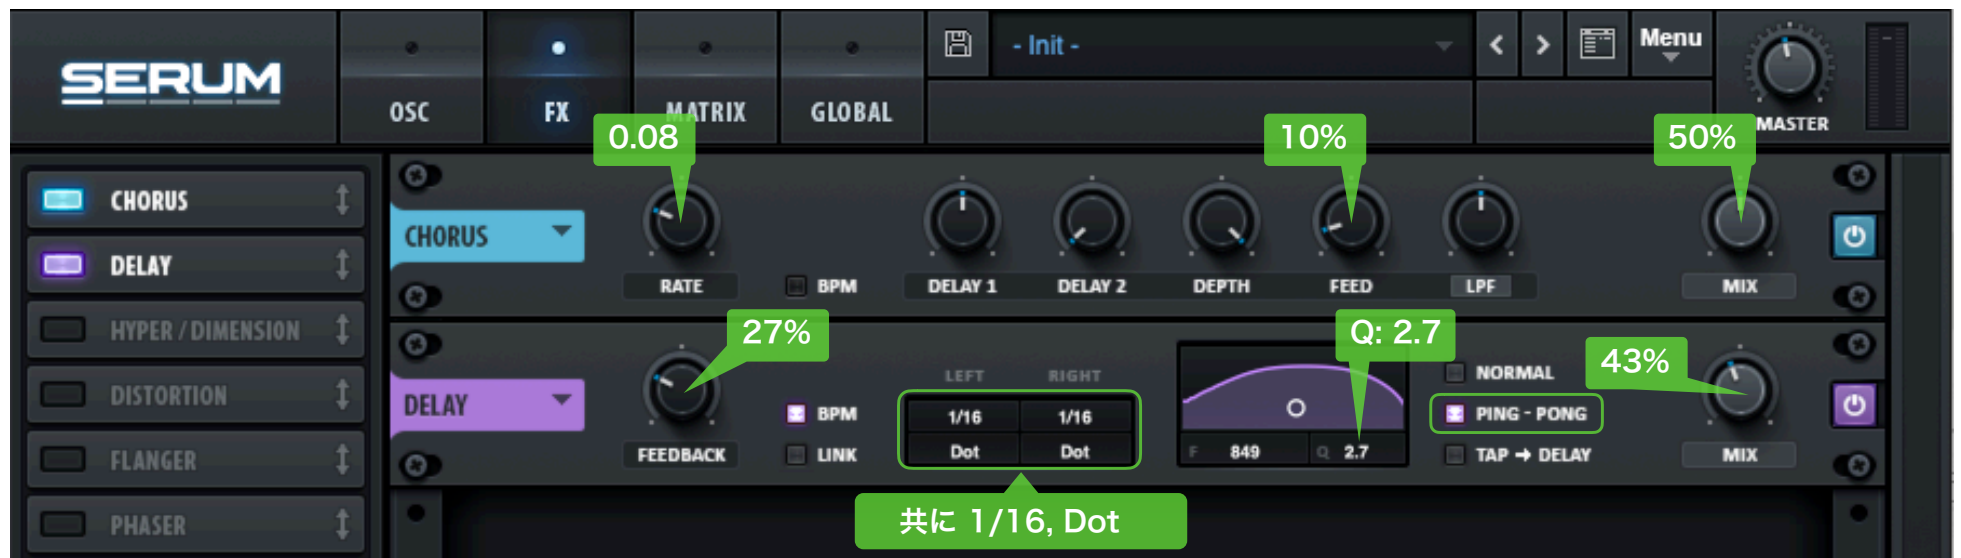 SERUM
OSC
FX
MATRIX
GLOBAL
- Init -
Menu
MASTER
0.08
10%
50%
CHORUS
DELAY
HYPER / DIMENSION
DISTORTION
FLANGER
PHASER
CHORUS
RATE
BPM
DELAY 1
DELAY 2
DEPTH
FEED
LPF
MIX
27%
Q: 2.7
43%
DELAY
FEEDBACK
BPM
LINK
LEFT RIGHT
1/16 1/16
Dot Dot
F 849 Q 2.7
NORMAL
PING - PONG
TAP → DELAY
MIX
共に 1/16, Dot